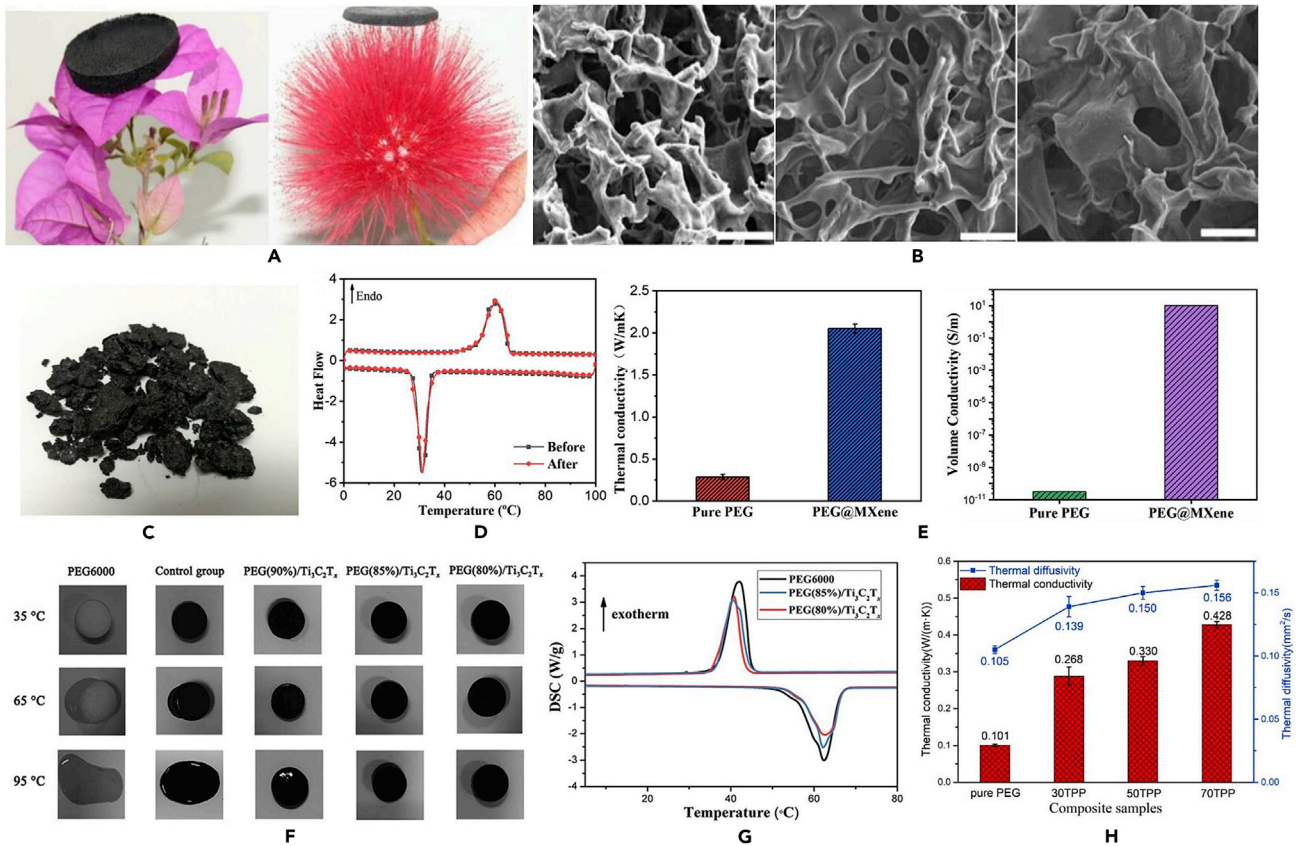 A
B
3
2
0
-2
-4
-6
Endo
Heat Flow
Before
After
0
20
40
60
80
100
Temperature (°C)
C
D
2.5
2.0
1.5
1.0
0.5
0.0
Thermal conductivity (W/mK)
Pure PEG
PEG@MXene
10¹
10⁻¹
10⁻³
10⁻⁵
10⁻⁷
10⁻⁹
10⁻¹¹
Volume Conductivity (S/m)
Pure PEG
PEG@MXene
E
PEG6000 Control group PEG(90%)/Ti₃C₂Tₓ PEG(85%)/Ti₃C₂Tₓ PEG(80%)/Ti₃C₂Tₓ
35 °C
65 °C
95 °C
F
4
3
2
1
0
-1
-2
-3
-4
DSC (W/g)
exotherm
PEG6000
PEG(85%)/Ti₃C₂Tₓ
PEG(80%)/Ti₃C₂Tₓ
20
40
60
80
Temperature (°C)
G
Thermal diffusivity
Thermal conductivity
0.6
0.5
0.4
0.3
0.2
0.1
0.0
Thermal conductivity(W/(m·K))
0.105
0.139
0.150
0.156
0.101
0.268
0.330
0.428
0.15
0.10
0.05
0.00
Thermal diffusivity(mm²/s)
pure PEG
30TPP
50TPP
70TPP
Composite samples
H